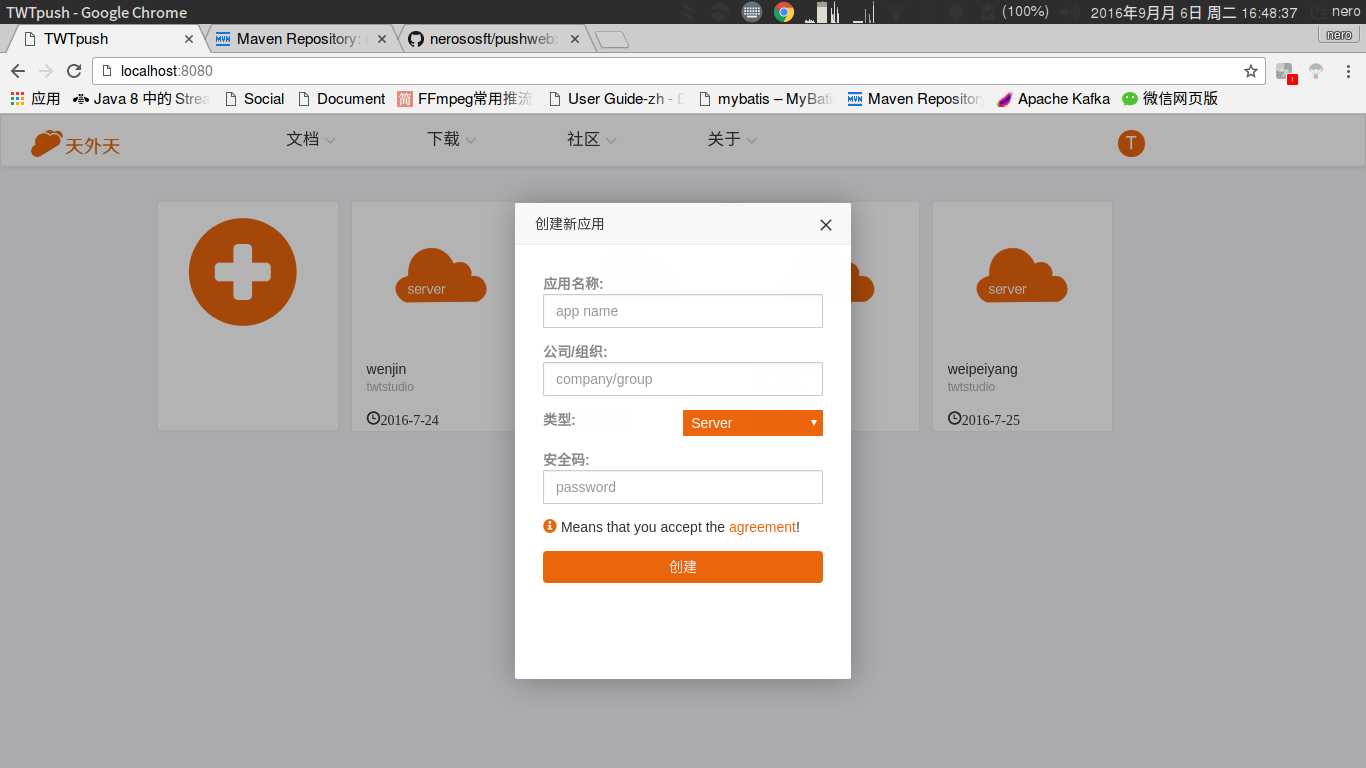 TWTpush - Google Chrome (100%) 2016年9月月 6日 周二 16:48:37 nero
TWTpush Maven Repository: nerososft/pushweb: nero
localhost:8080
应用 Java 8 中的 Strea Social Document FFmpeg常用推流 User Guide-zh - D mybatis – MyBati Maven Repository Apache Kafka 微信网页版
天外天 文档 下载 社区 关于 T
创建新应用
应用名称:
app name
server
server
公司/组织:
company/group
wenjin
twtstudio
2016-7-24
weipeiyang
twtstudio
2016-7-25
类型: Server
安全码:
password
Means that you accept the agreement!
创建